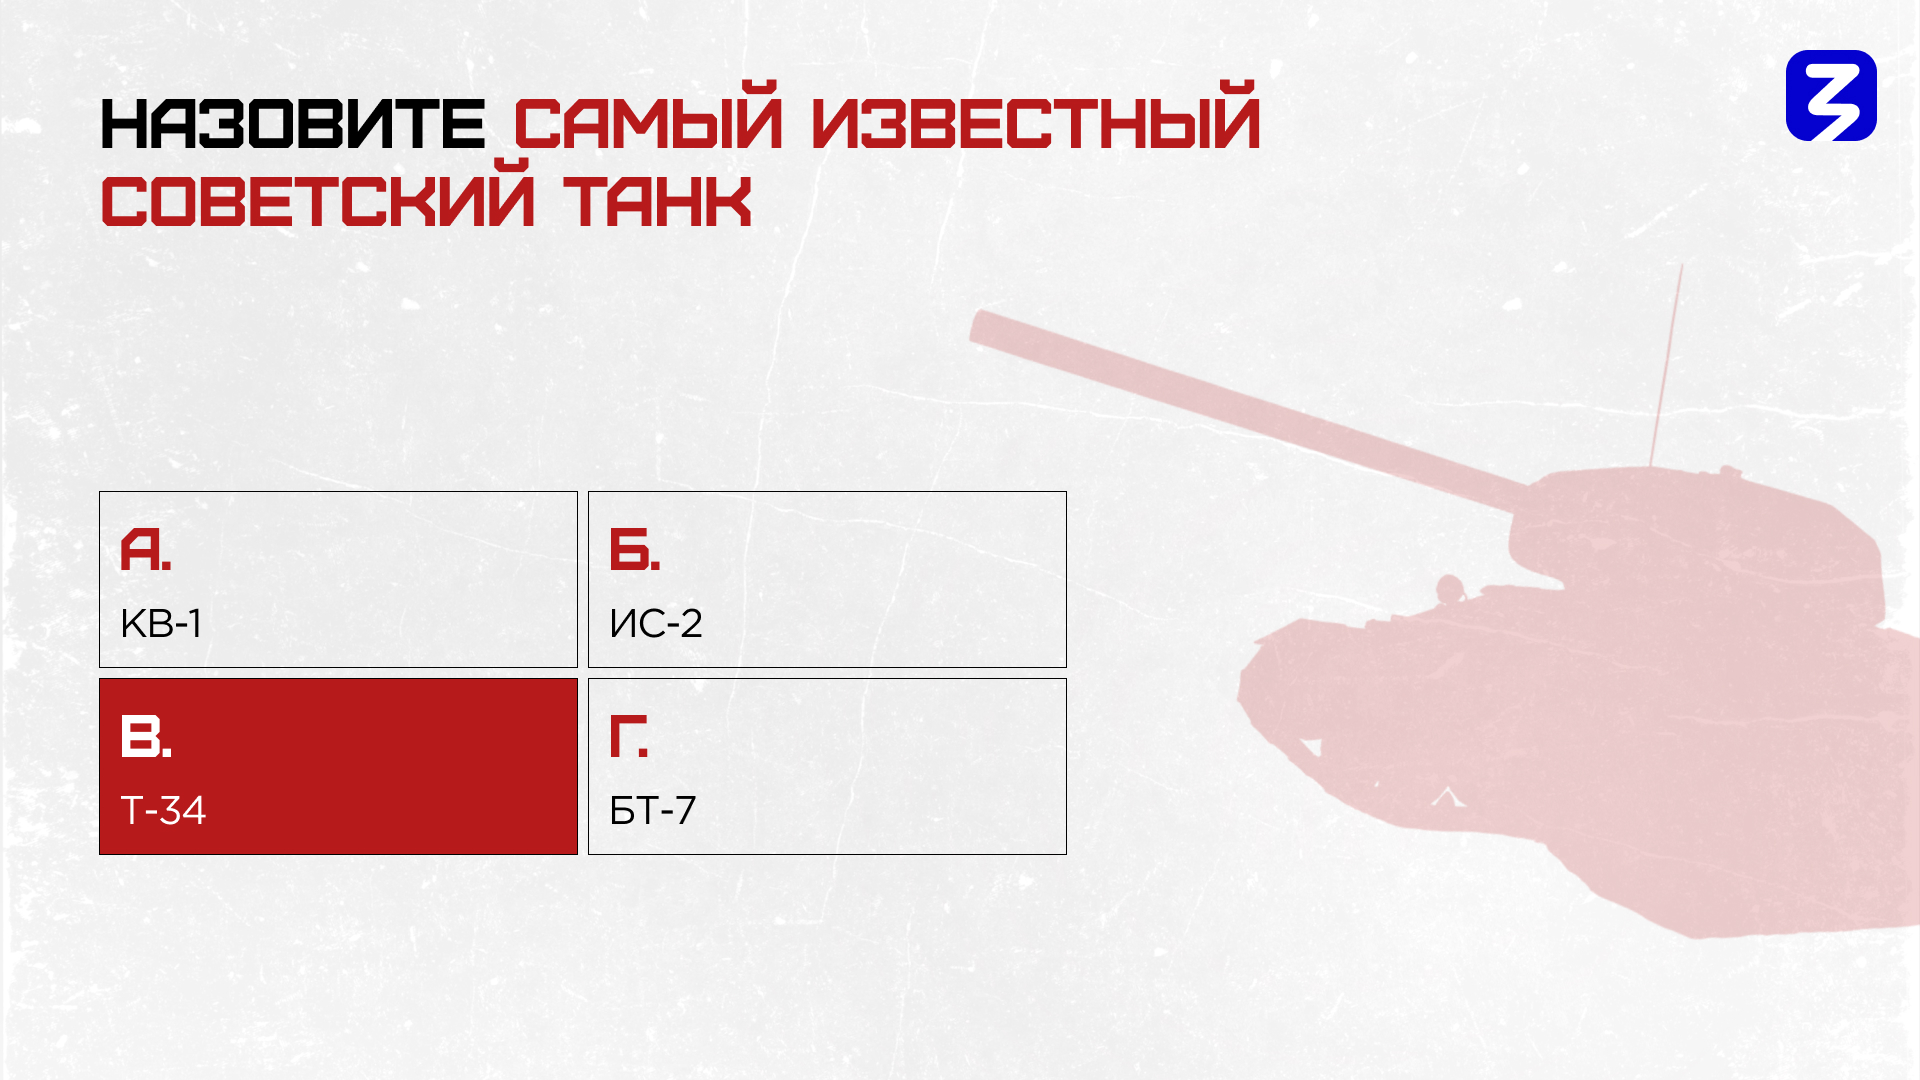 НАЗОВИТЕ САМЫЙ ИЗВЕСТНЫЙ
СОВЕТСКИЙ ТАНК
А.
КВ-1
Б.
ИС-2
В.
Т-34
Г.
БТ-7